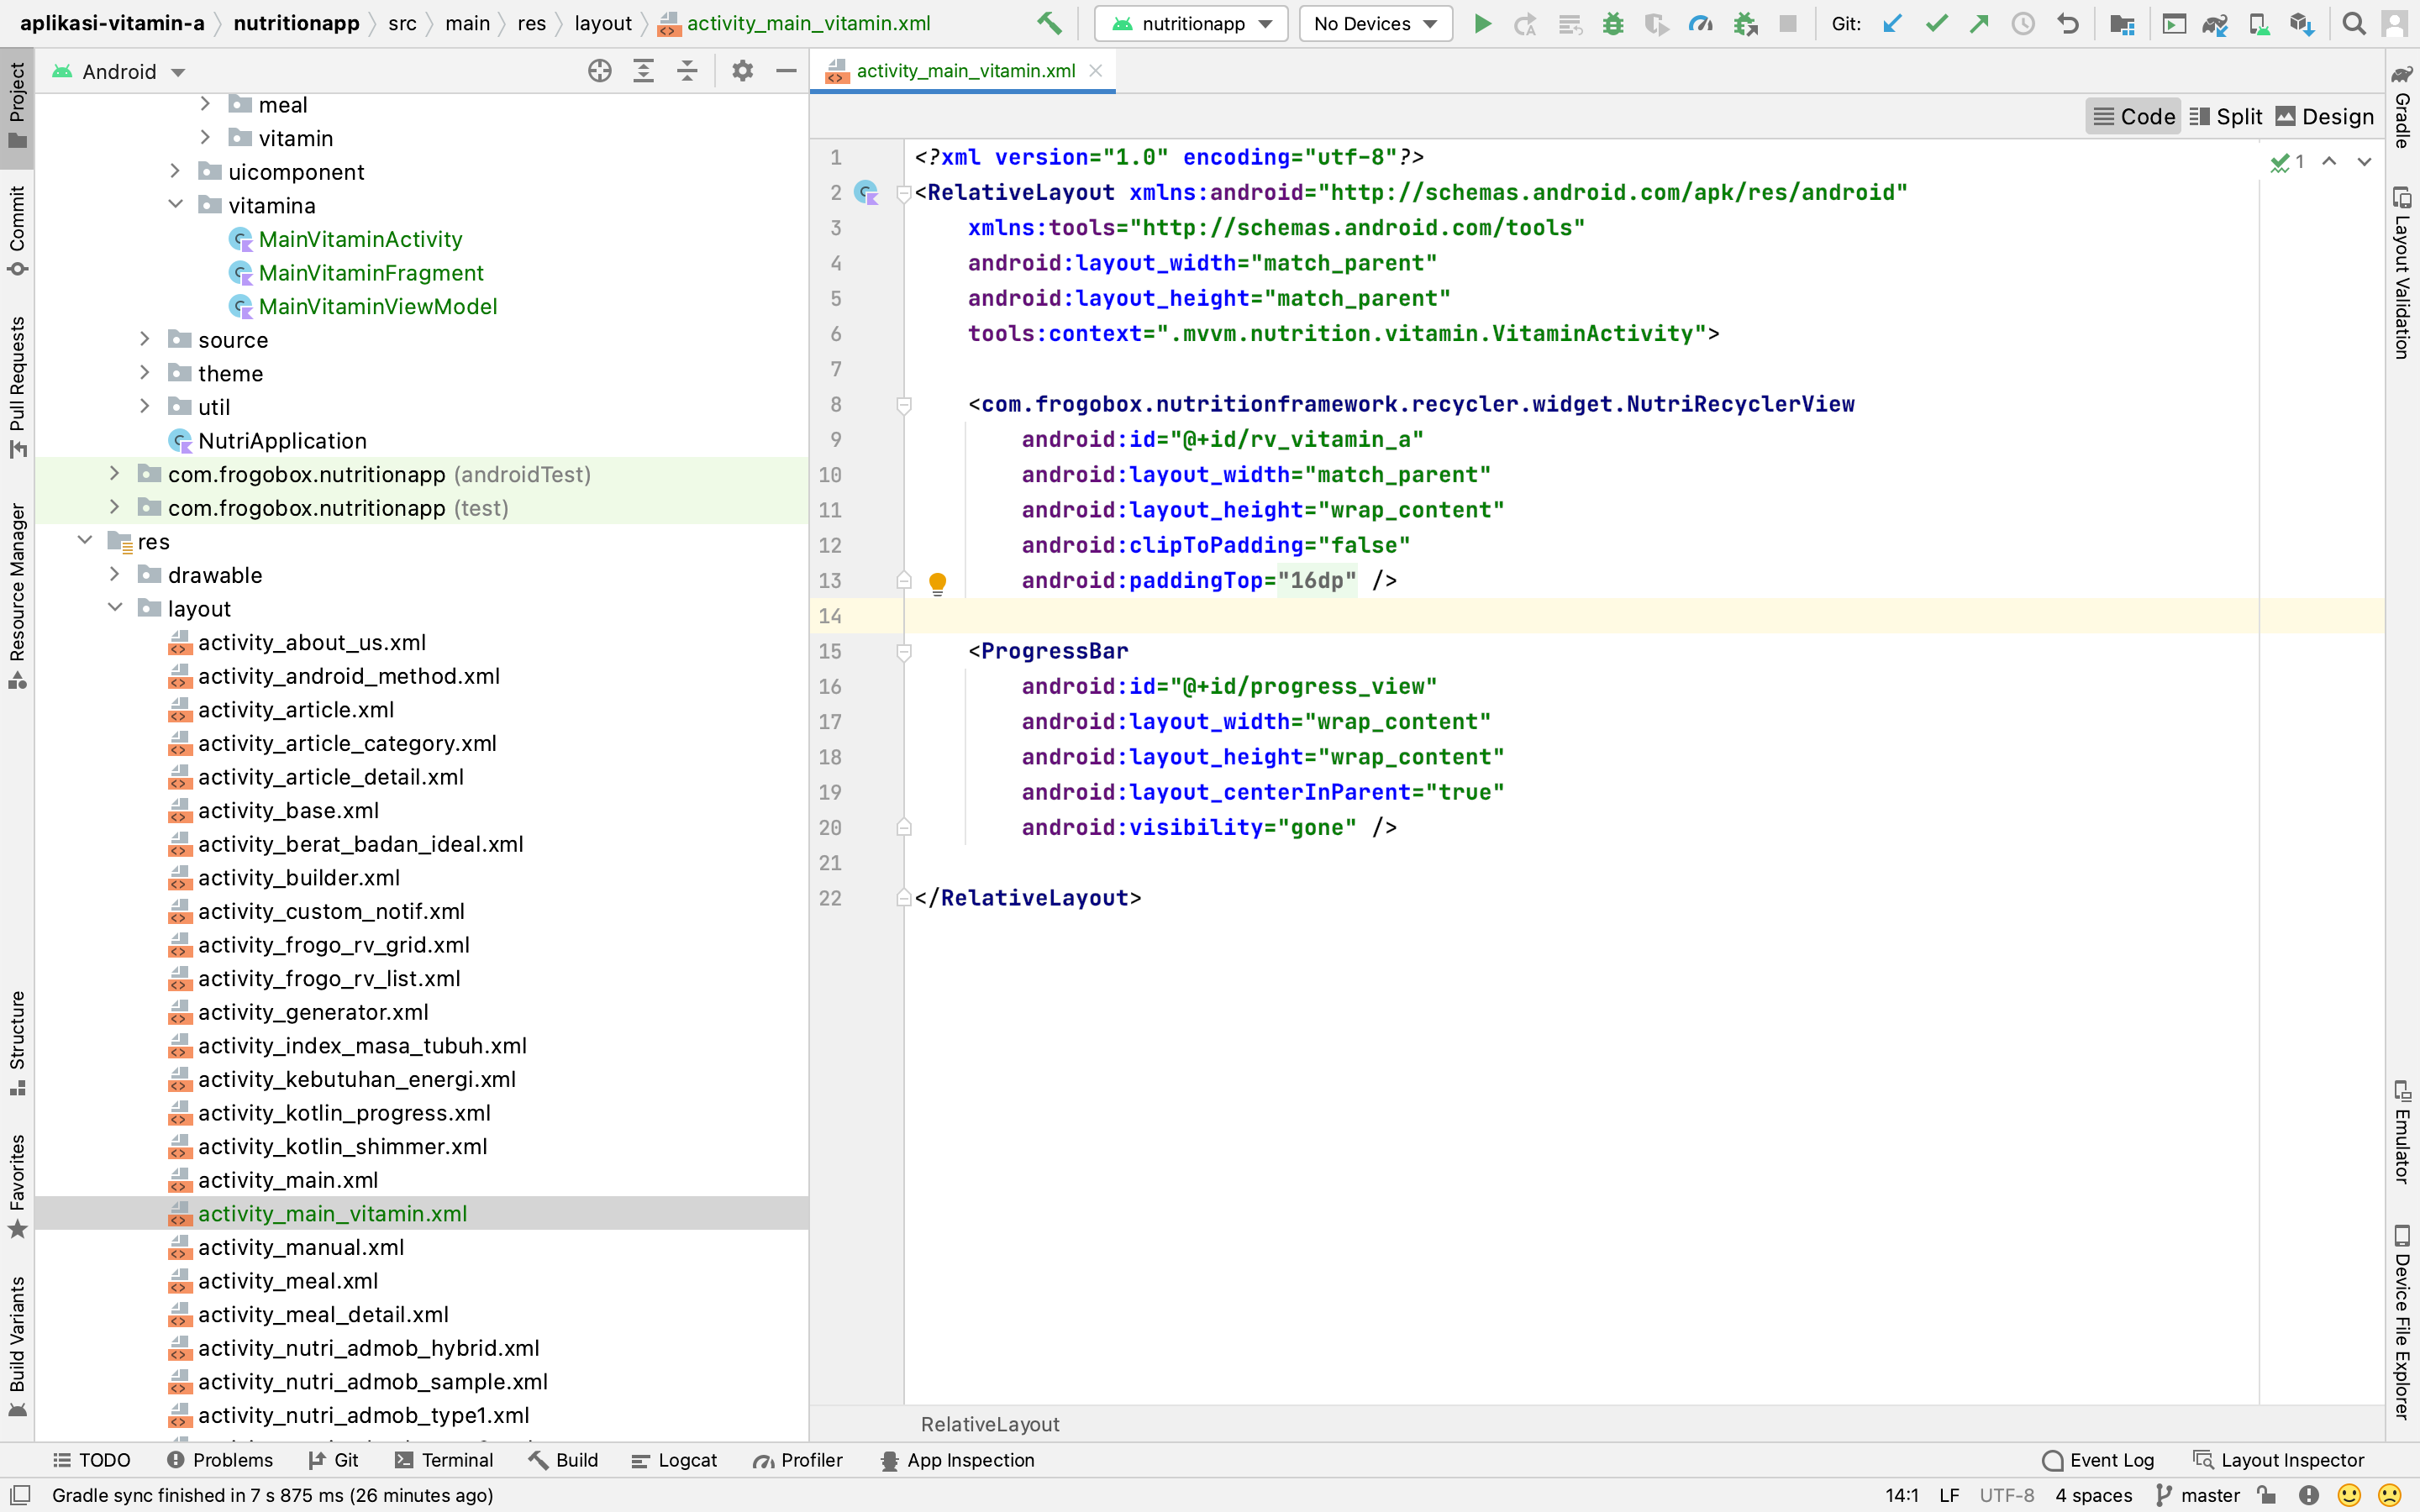 aplikasi-vitamin-a nutritionapp src main res layout activity_main_vitamin.xml nutritionapp No Devices Git:
Android
activity_main_vitamin.xml
Code Split Design
Project
Commit
Pull Requests
Resource Manager
Structure
Favorites
Build Variants
meal
vitamin
uicomponent
vitamina
MainVitaminActivity
MainVitaminFragment
MainVitaminViewModel
source
theme
util
NutriApplication
com.frogobox.nutritionapp (androidTest)
com.frogobox.nutritionapp (test)
res
drawable
layout
activity_about_us.xml
activity_android_method.xml
activity_article.xml
activity_article_category.xml
activity_article_detail.xml
activity_base.xml
activity_berat_badan_ideal.xml
activity_builder.xml
activity_custom_notif.xml
activity_frogo_rv_grid.xml
activity_frogo_rv_list.xml
activity_generator.xml
activity_index_masa_tubuh.xml
activity_kebutuhan_energi.xml
activity_kotlin_progress.xml
activity_kotlin_shimmer.xml
activity_main.xml
activity_main_vitamin.xml
activity_manual.xml
activity_meal.xml
activity_meal_detail.xml
activity_nutri_admob_hybrid.xml
activity_nutri_admob_sample.xml
activity_nutri_admob_type1.xml
1 <?xml version="1.0" encoding="utf-8"?>
2 <RelativeLayout xmlns:android="http://schemas.android.com/apk/res/android"
3 xmlns:tools="http://schemas.android.com/tools"
4 android:layout_width="match_parent"
5 android:layout_height="match_parent"
6 tools:context=".mvvm.nutrition.vitamin.VitaminActivity">
7
8 <com.frogobox.nutritionframework.recycler.widget.NutriRecyclerView
9 android:id="@+id/rv_vitamin_a"
10 android:layout_width="match_parent"
11 android:layout_height="wrap_content"
12 android:clipToPadding="false"
13 android:paddingTop="16dp" />
14
15 <ProgressBar
16 android:id="@+id/progress_view"
17 android:layout_width="wrap_content"
18 android:layout_height="wrap_content"
19 android:layout_centerInParent="true"
20 android:visibility="gone" />
21
22 </RelativeLayout>
1
RelativeLayout
Gradle
Layout Validation
Emulator
Device File Explorer
TODO Problems Git Terminal Build Logcat Profiler App Inspection Event Log Layout Inspector
Gradle sync finished in 7 s 875 ms (26 minutes ago) 14:1 LF UTF-8 4 spaces master